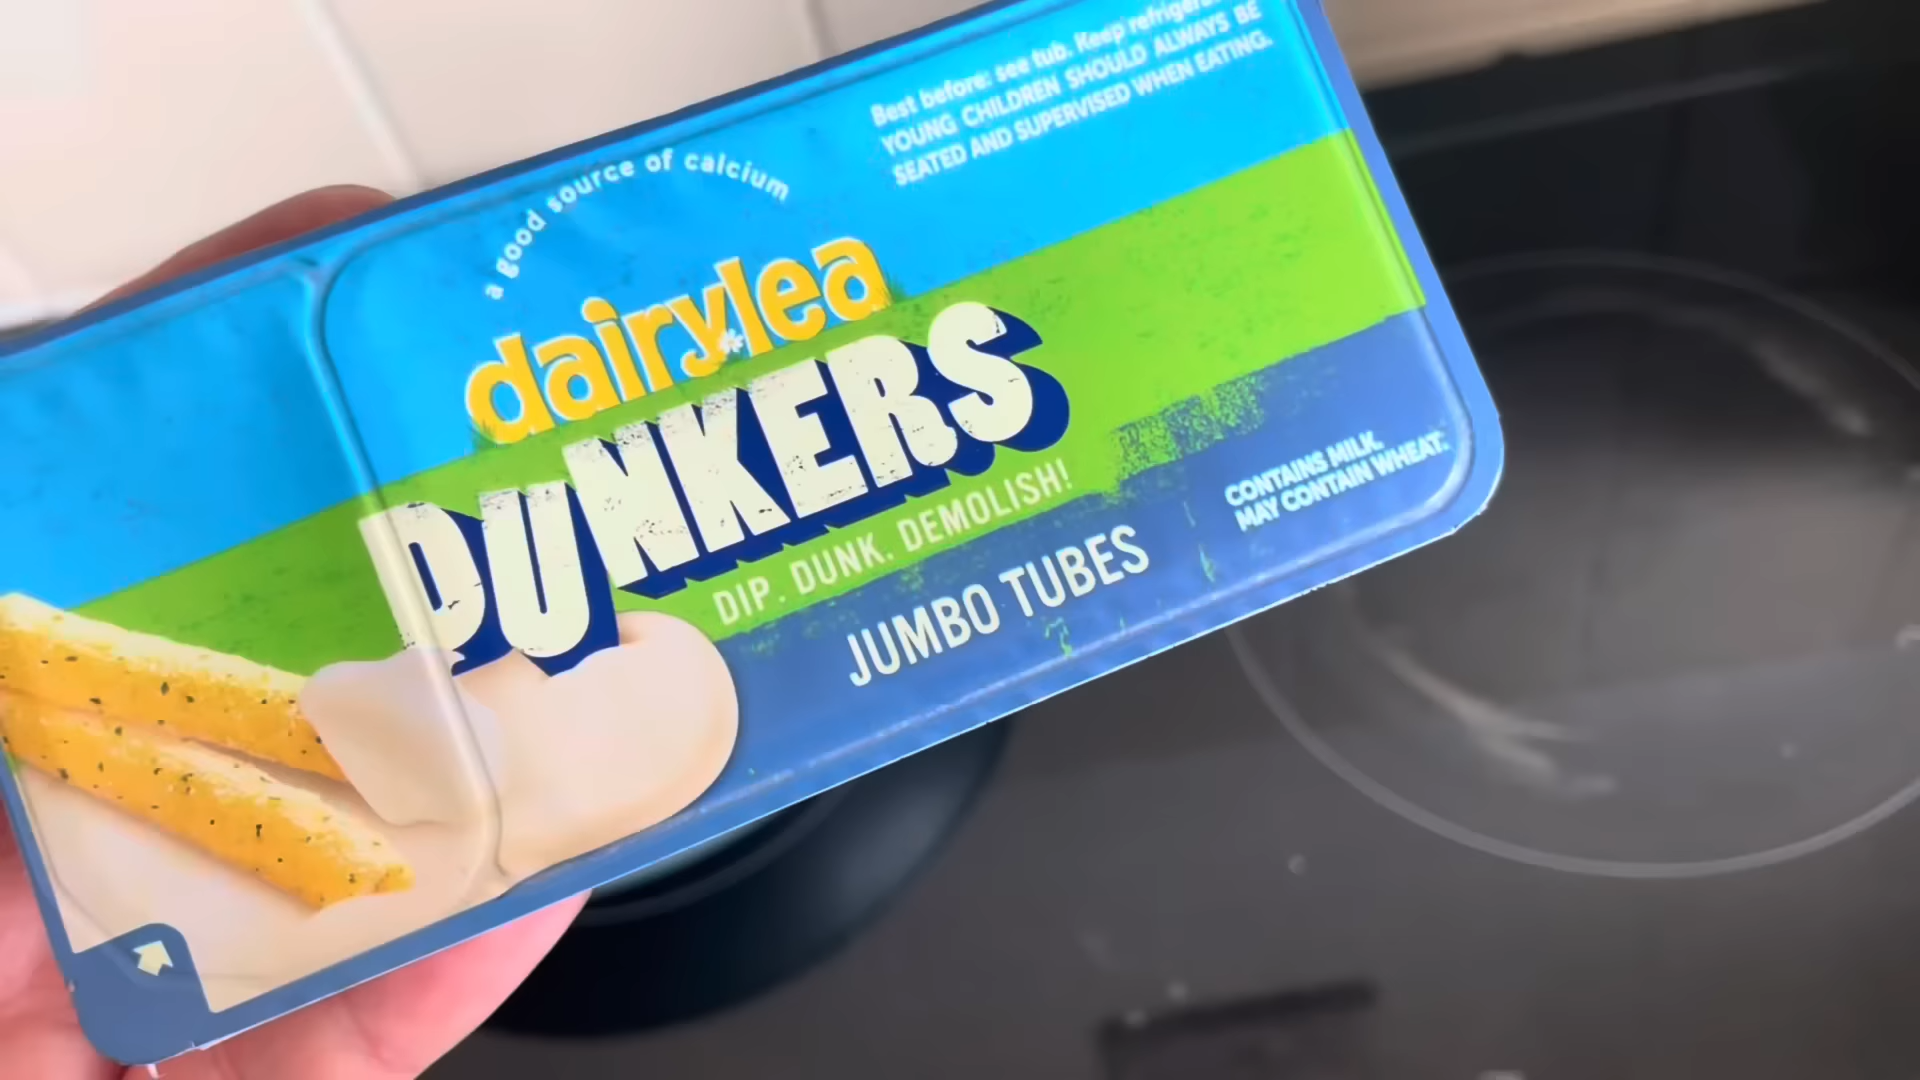 Best before: see tub. Keep
YOUNG CHILDREN SHOULD ALWAYS BE
SEATED AND SUPERVISED WHEN EATING.
a good source of calcium
dairylea
DUNKERS
DIP. DUNK. DEMOLISH!
JUMBO TUBES
CONTAINS MILK.
MAY CONTAIN WHEAT.